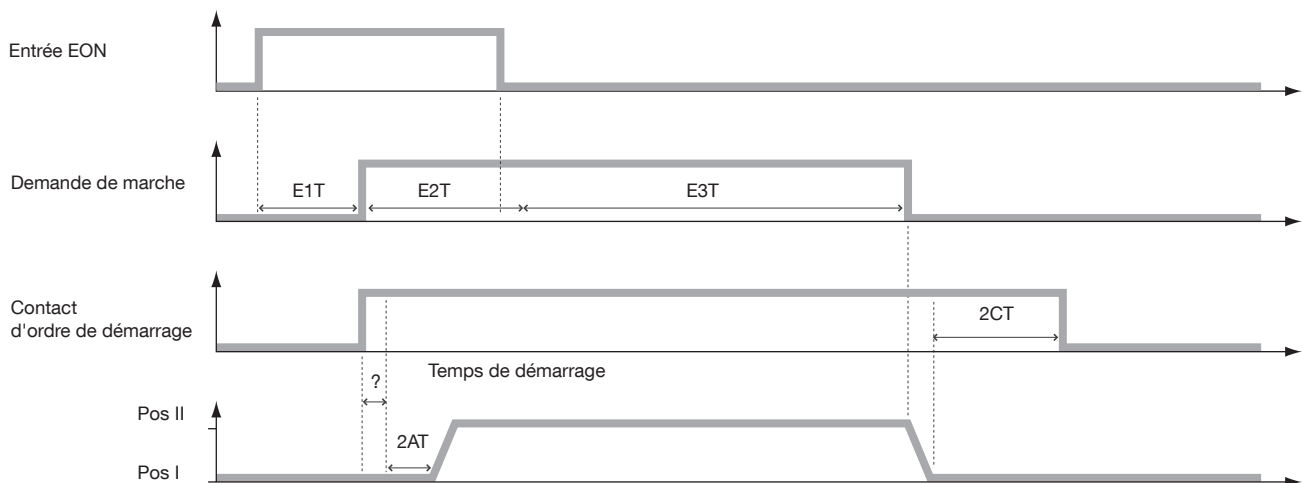 Entrée EON
Demande de marche
E1T
E2T
E3T
Contact
d'ordre de démarrage
2CT
Temps de démarrage
?
Pos II
2AT
Pos I